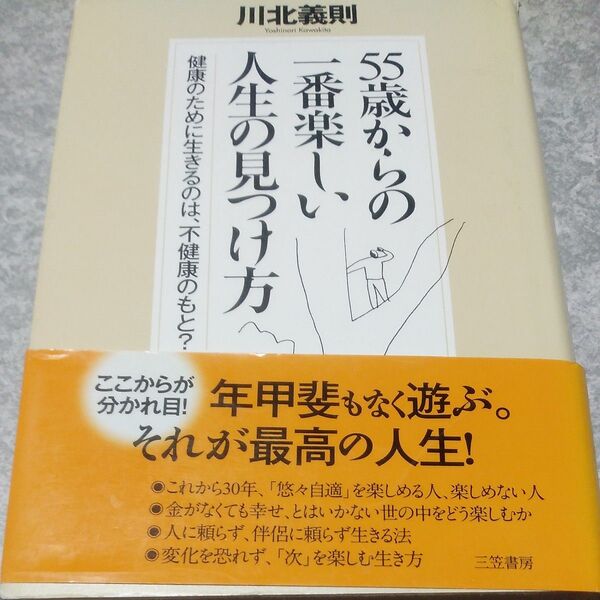 川北義則
Yoshinori Kawakita
55歳からの
一番楽しい
人生の見つけ方
健康のために生きるのは、不健康のもと?
ここからが
分かれ目!
年甲斐もなく遊ぶ。
それが最高の人生!
●これから30年、「悠々自適」を楽しめる人、楽しめない人
●金がなくても幸せ、とはいかない世の中をどう楽しむか
●人に頼らず、伴侶に頼らず生きる法
●変化を恐れず、「次」を楽しむ生き方
三笠書房